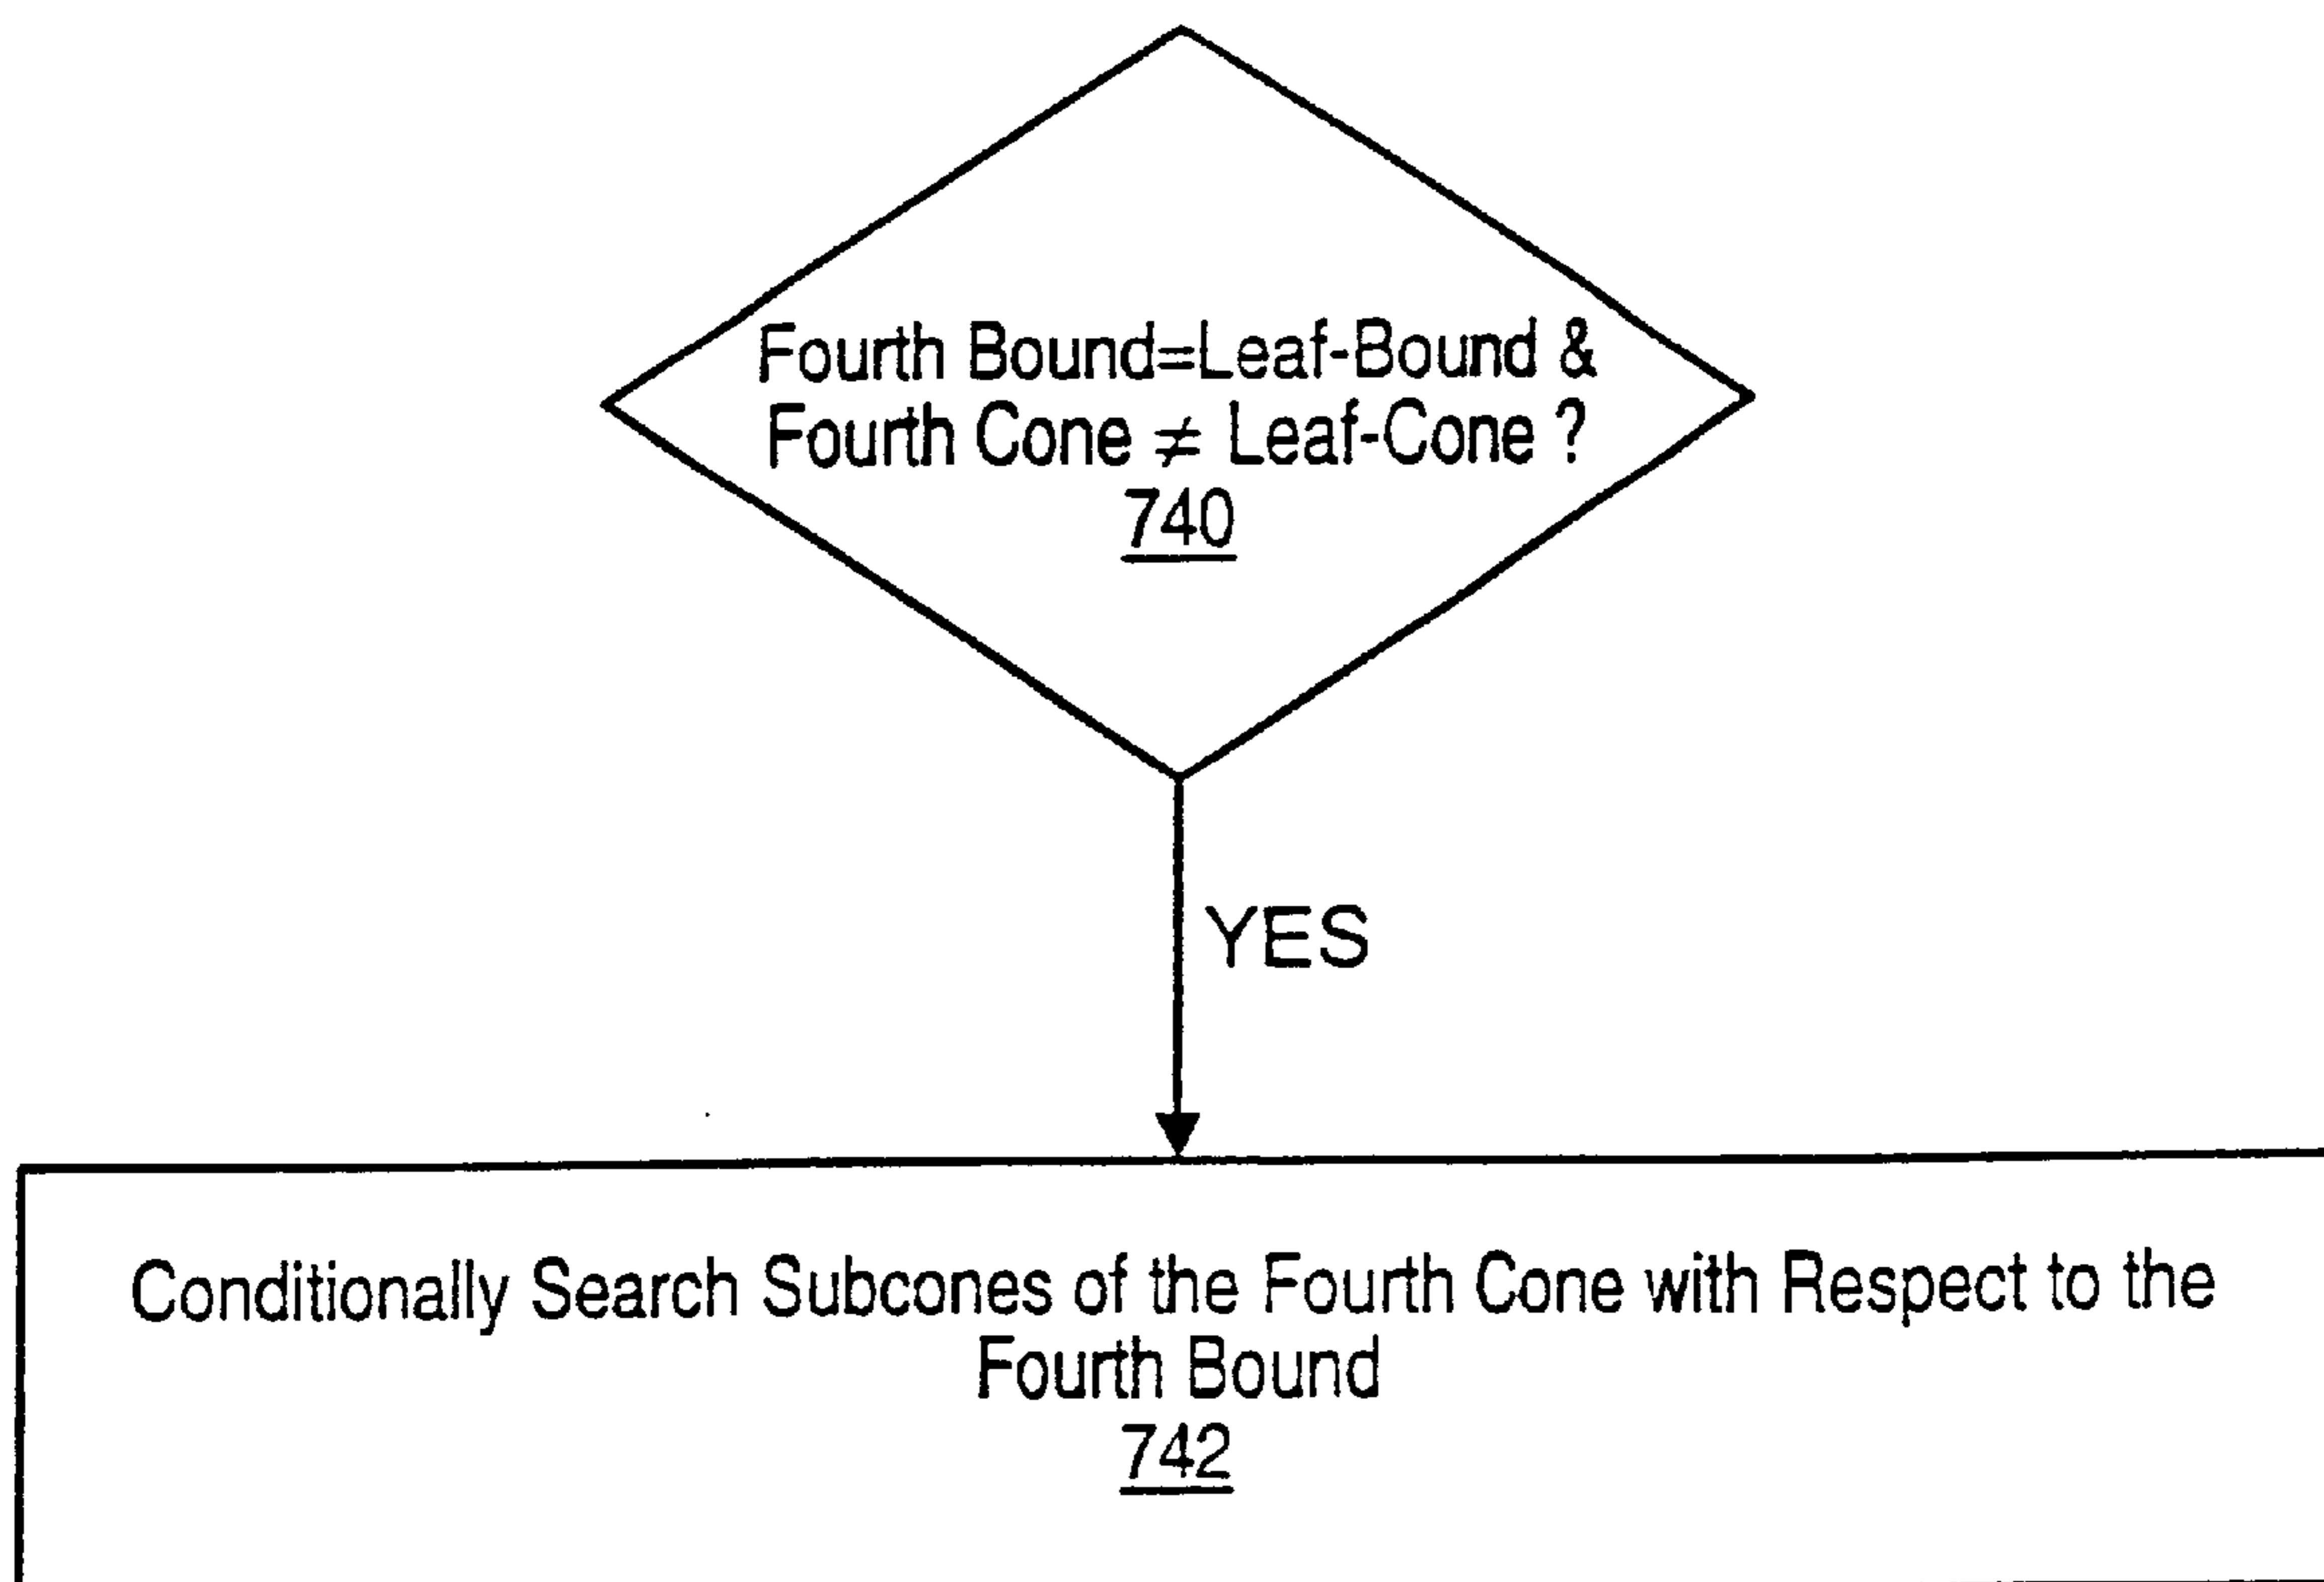 Fourth Bound=Leaf-Bound &
Fourth Cone ≠ Leaf-Cone ?
740
YES
Conditionally Search Subcones of the Fourth Cone with Respect to the
Fourth Bound
742